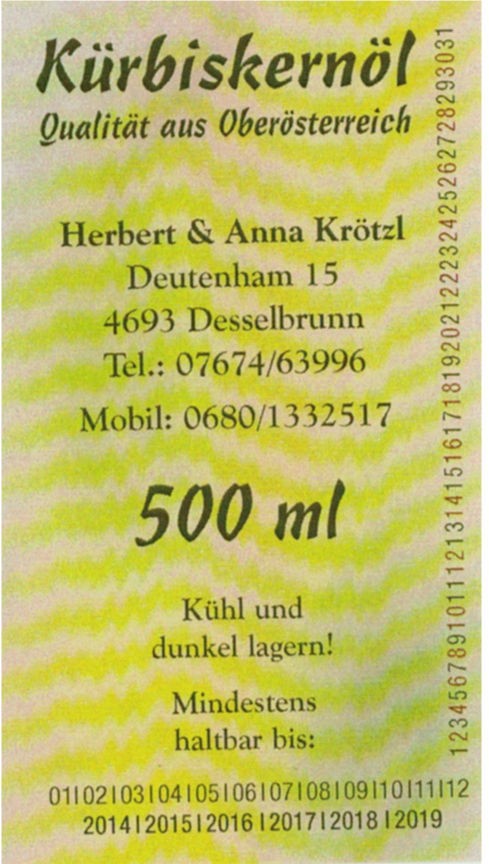 Kürbiskernöl
Qualität aus Oberösterreich
Herbert & Anna Krötzl
Deutenham 15
4693 Desselbrunn
Tel.: 07674/63996
Mobil: 0680/1332517
500 ml
Kühl und
dunkel lagern!
Mindestens
haltbar bis:
01|02|03|04|05|06|07|08|09|10|11|12
2014|2015|2016|2017|2018|2019
12345678910111213141516171819202122232425262728293031